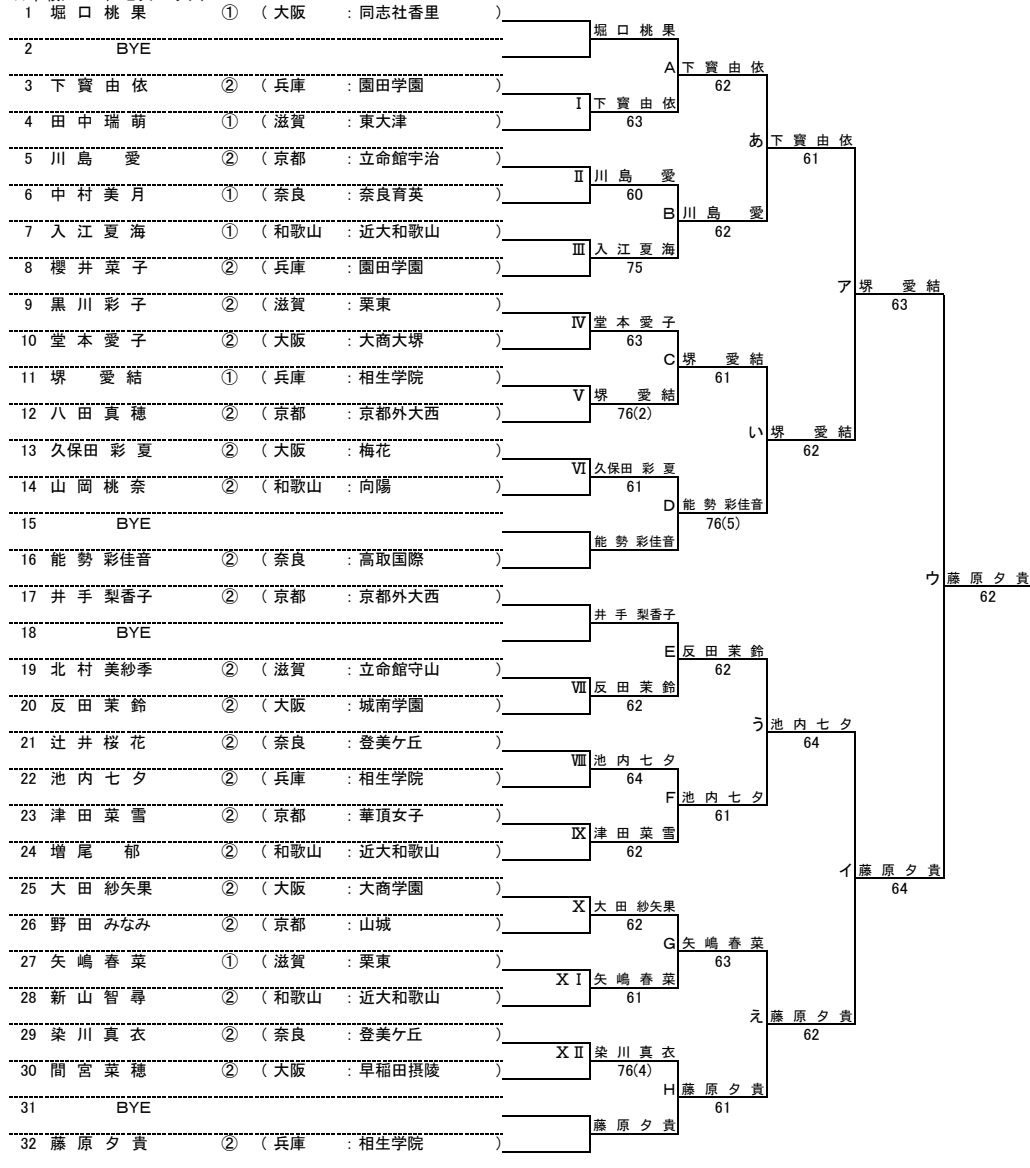 1 堀 口 桃 果 ① ( 大阪 : 同志社香里 )
堀 口 桃 果
2 BYE
A 下 寳 由 依
62
3 下 寳 由 依 ② ( 兵庫 : 園田学園 )
Ⅰ 下 寳 由 依
63
4 田 中 瑞 萌 ① ( 滋賀 : 東大津 )
あ 下 寳 由 依
61
5 川 島 愛 ② ( 京都 : 立命館宇治 )
Ⅱ 川 島 愛
60
6 中 村 美 月 ① ( 奈良 : 奈良育英 )
B 川 島 愛
62
7 入 江 夏 海 ① ( 和歌山 : 近大和歌山 )
Ⅲ 入 江 夏 海
75
8 櫻 井 菜 子 ② ( 兵庫 : 園田学園 )
ア 堺 愛 結
63
9 黒 川 彩 子 ② ( 滋賀 : 栗東 )
Ⅳ 堂 本 愛 子
63
10 堂 本 愛 子 ② ( 大阪 : 大商大堺 )
C 堺 愛 結
61
11 堺 愛 結 ① ( 兵庫 : 相生学院 )
Ⅴ 堺 愛 結
76(2)
12 八 田 真 穂 ② ( 京都 : 京都外大西 )
い 堺 愛 結
62
13 久保田 彩 夏 ② ( 大阪 : 梅花 )
Ⅵ 久保田 彩 夏
61
14 山 岡 桃 奈 ② ( 和歌山 : 向陽 )
D 能 勢 彩佳音
76(5)
15 BYE
能 勢 彩佳音
16 能 勢 彩佳音 ② ( 奈良 : 高取国際 )
ウ 藤 原 夕 貴
62
17 井 手 梨香子 ② ( 京都 : 京都外大西 )
井 手 梨香子
18 BYE
E 反 田 茉 鈴
62
19 北 村 美紗季 ② ( 滋賀 : 立命館守山 )
Ⅶ 反 田 茉 鈴
62
20 反 田 茉 鈴 ② ( 大阪 : 城南学園 )
う 池 内 七 夕
64
21 辻 井 桜 花 ② ( 奈良 : 登美ケ丘 )
Ⅷ 池 内 七 夕
64
22 池 内 七 夕 ② ( 兵庫 : 相生学院 )
F 池 内 七 夕
61
23 津 田 菜 雪 ② ( 京都 : 華頂女子 )
Ⅸ 津 田 菜 雪
62
24 増 尾 郁 ② ( 和歌山 : 近大和歌山 )
イ 藤 原 夕 貴
64
25 大 田 紗矢果 ② ( 大阪 : 大商学園 )
Ⅹ 大 田 紗矢果
62
26 野 田 みなみ ② ( 京都 : 山城 )
G 矢 嶋 春 菜
63
27 矢 嶋 春 菜 ① ( 滋賀 : 栗東 )
ⅩⅠ 矢 嶋 春 菜
61
28 新 山 智 尋 ② ( 和歌山 : 近大和歌山 )
え 藤 原 夕 貴
62
29 染 川 真 衣 ② ( 奈良 : 登美ケ丘 )
ⅩⅡ 染 川 真 衣
76(4)
30 間 宮 菜 穂 ② ( 大阪 : 早稲田摂陵 )
H 藤 原 夕 貴
61
31 BYE
藤 原 夕 貴
32 藤 原 夕 貴 ② ( 兵庫 : 相生学院 )